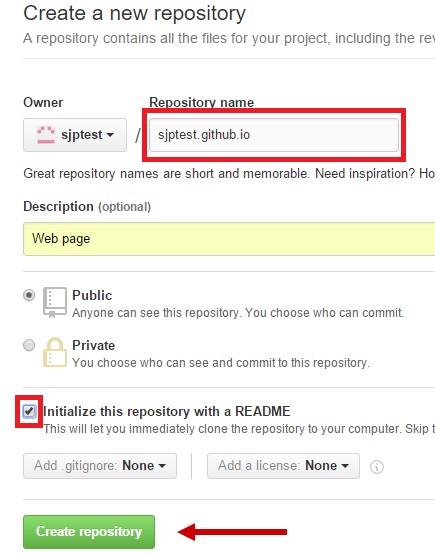 Create a new repository
A repository contains all the files for your project, including the rev
Owner Repository name
sjptest / sjptest.github.io
Great repository names are short and memorable. Need inspiration? Ho
Description (optional)
Web page
Public
Anyone can see this repository. You choose who can commit.
Private
You choose who can see and commit to this repository.
Initialize this repository with a README
This will let you immediately clone the repository to your computer. Skip t
Add .gitignore: None Add a license: None
Create repository